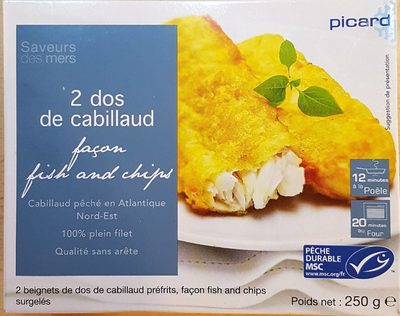 picard
Saveurs
des mers
2 dos
de cabillaud
façon
fish and chips
Cabillaud pêché en Atlantique
Nord-Est
100% plein filet
Qualité sans arête
Suggestion de présentation
12 minutes
à la
Poêle
20 minutes
au
Four
PÊCHE
DURABLE
MSC
www.msc.org/fr
2 beignets de dos de cabillaud préfrits, façon fish and chips
surgelés
Poids net : 250 g e